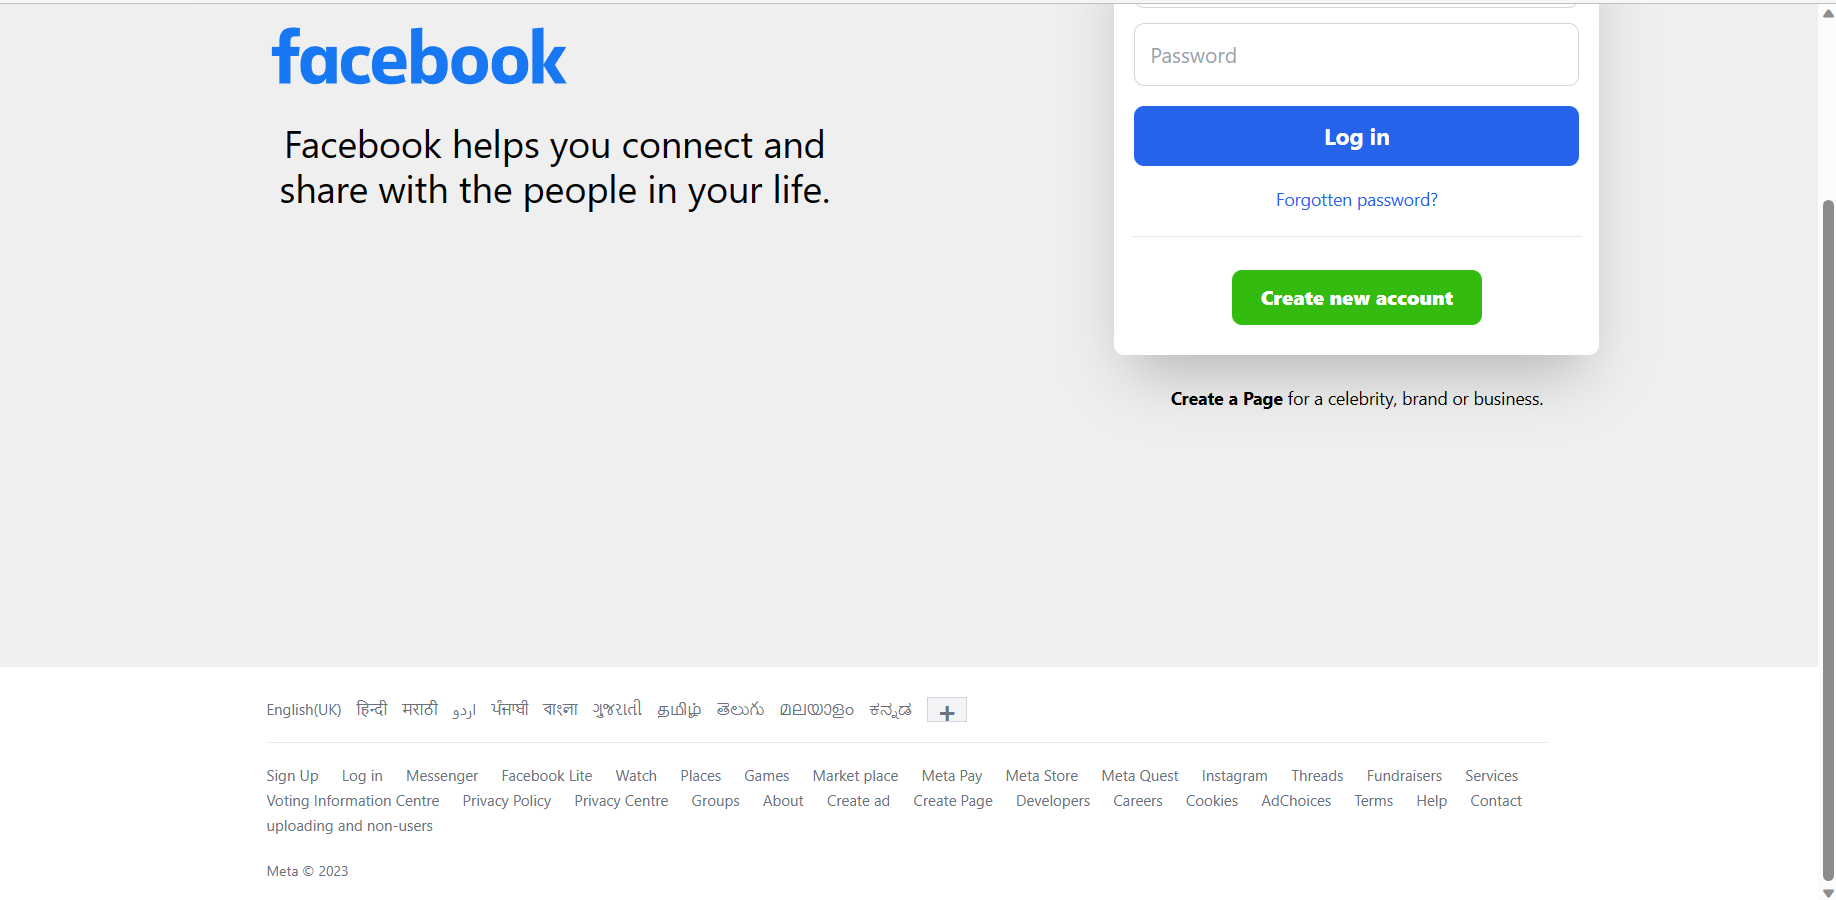 facebook
Facebook helps you connect and
share with the people in your life.
Password
Log in
Forgotten password?
Create new account
Create a Page for a celebrity, brand or business.
English(UK) हिन्दी मराठी اردو ਪੰਜਾਬੀ বাংলা ગુજરાતી தமிழ் తెలుగు മലയാളം ಕನ್ನಡ +
Sign Up Log in Messenger Facebook Lite Watch Places Games Market place Meta Pay Meta Store Meta Quest Instagram Threads Fundraisers Services
Voting Information Centre Privacy Policy Privacy Centre Groups About Create ad Create Page Developers Careers Cookies AdChoices Terms Help Contact
uploading and non-users
Meta © 2023